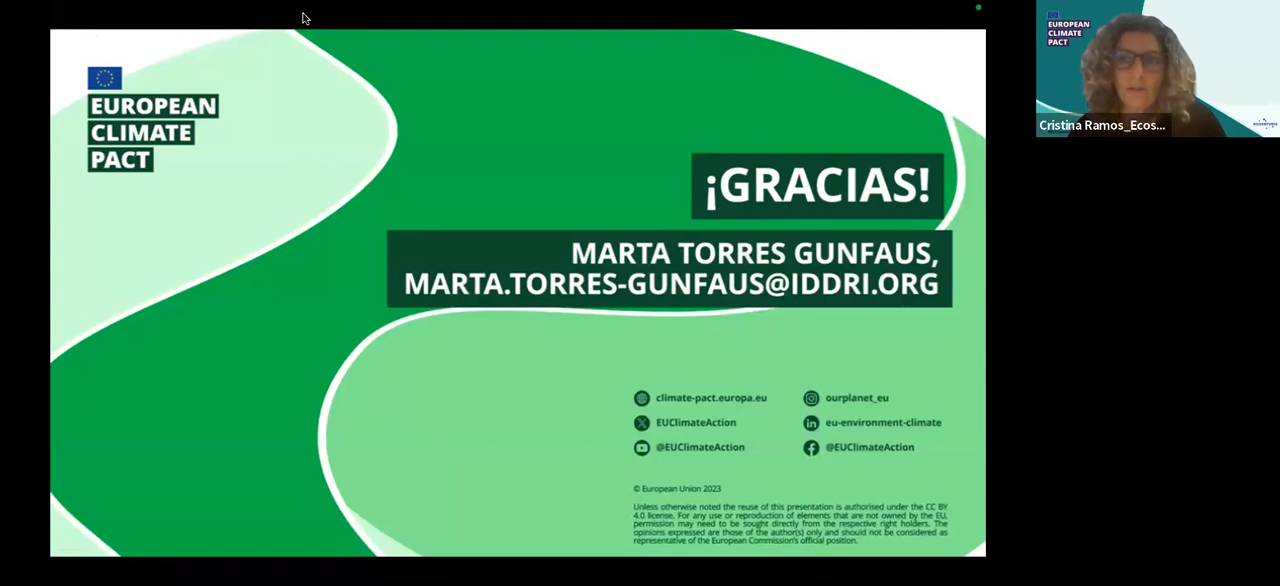 EUROPEAN
CLIMATE
PACT
¡GRACIAS!
MARTA TORRES GUNFAUS,
MARTA.TORRES-GUNFAUS@IDDRI.ORG
climate-pact.europa.eu
ourplanet_eu
EUClimateAction
eu-environment-climate
@EUClimateAction
@EUClimateAction
© European Union 2023
Unless otherwise noted the reuse of this presentation is authorised under the CC BY
4.0 license. For any use or reproduction of elements that are not owned by the EU,
permission may need to be sought directly from the respective right holders. The
opinions expressed are those of the author(s) only and should not be considered as
representative of the European Commission's official position.
EUROPEAN
CLIMATE
PACT
ecoserveis
Cristina Ramos_Ecos...